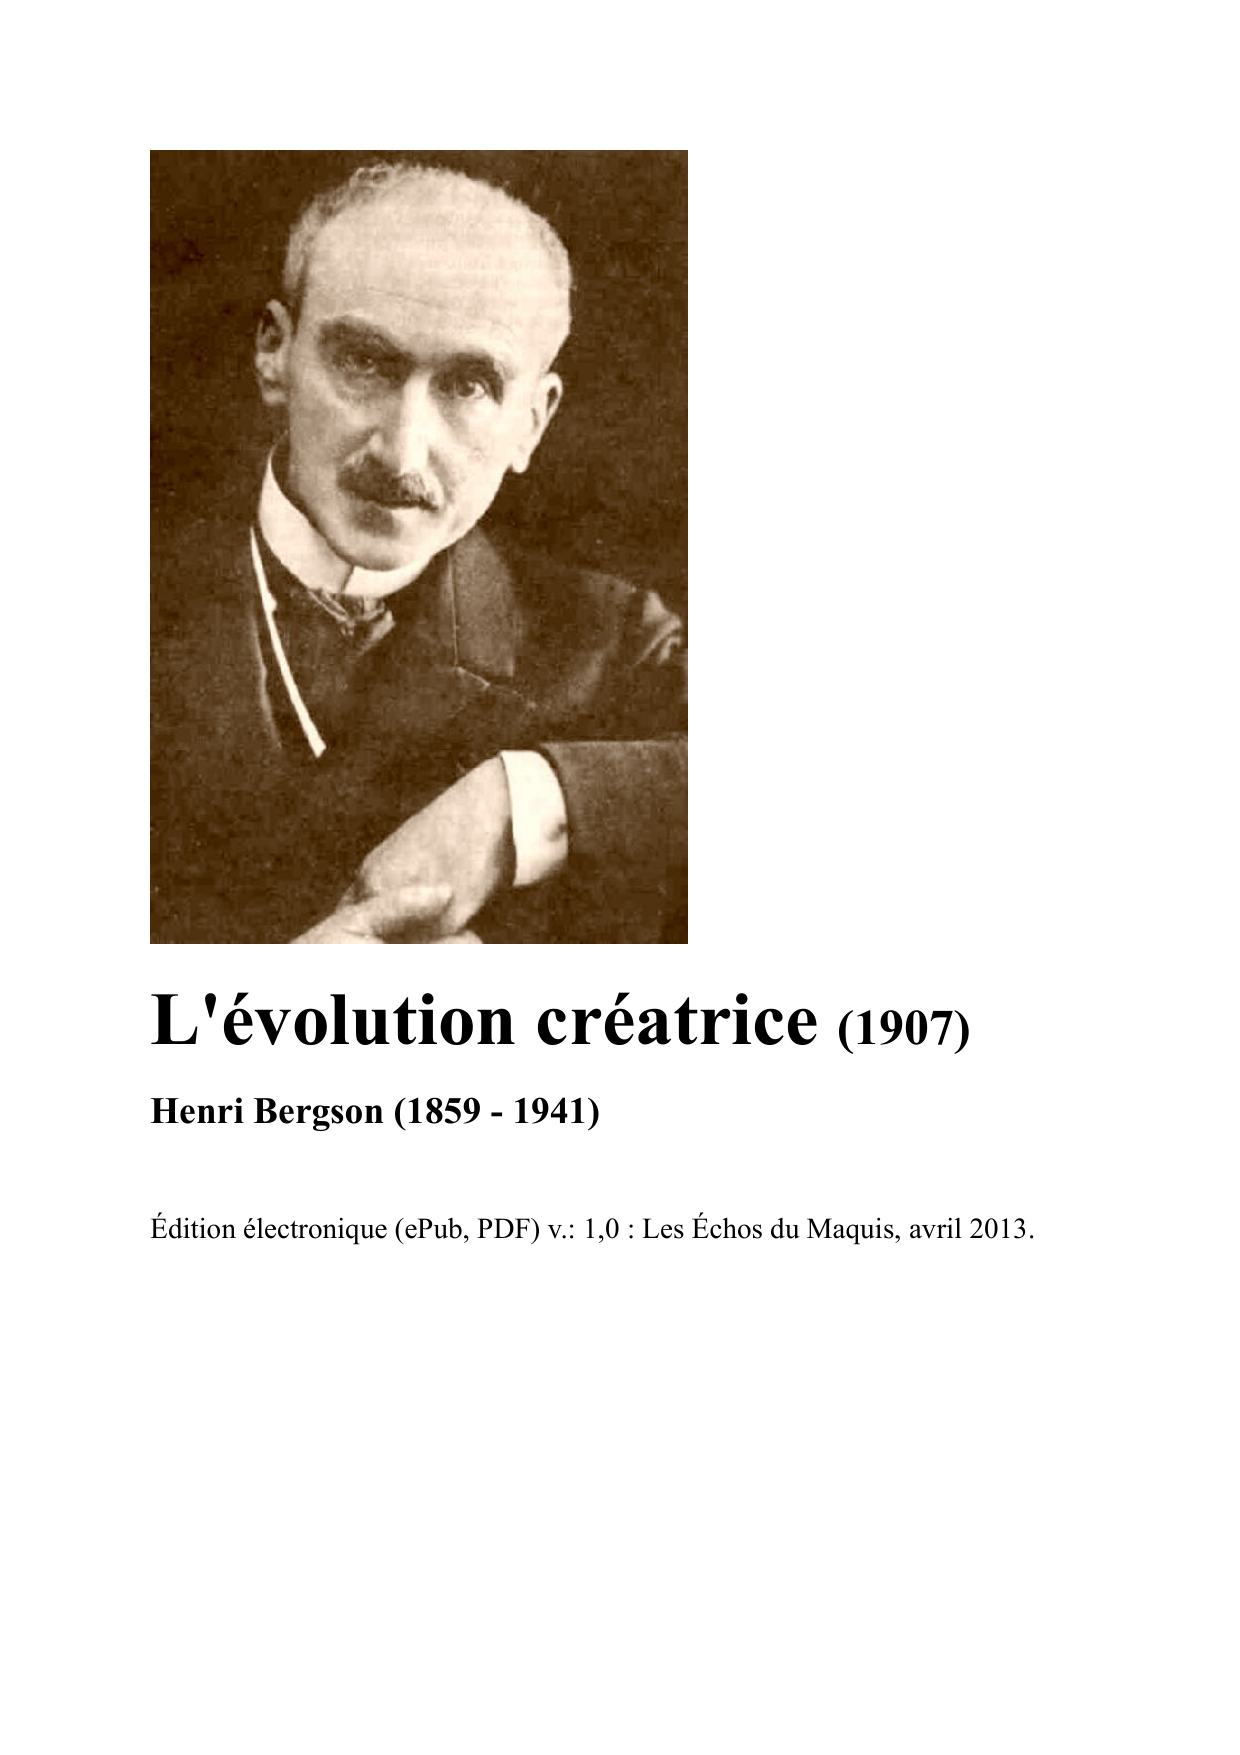 L'évolution créatrice (1907)
Henri Bergson (1859 - 1941)
Édition électronique (ePub, PDF) v.: 1,0 : Les Échos du Maquis, avril 2013.